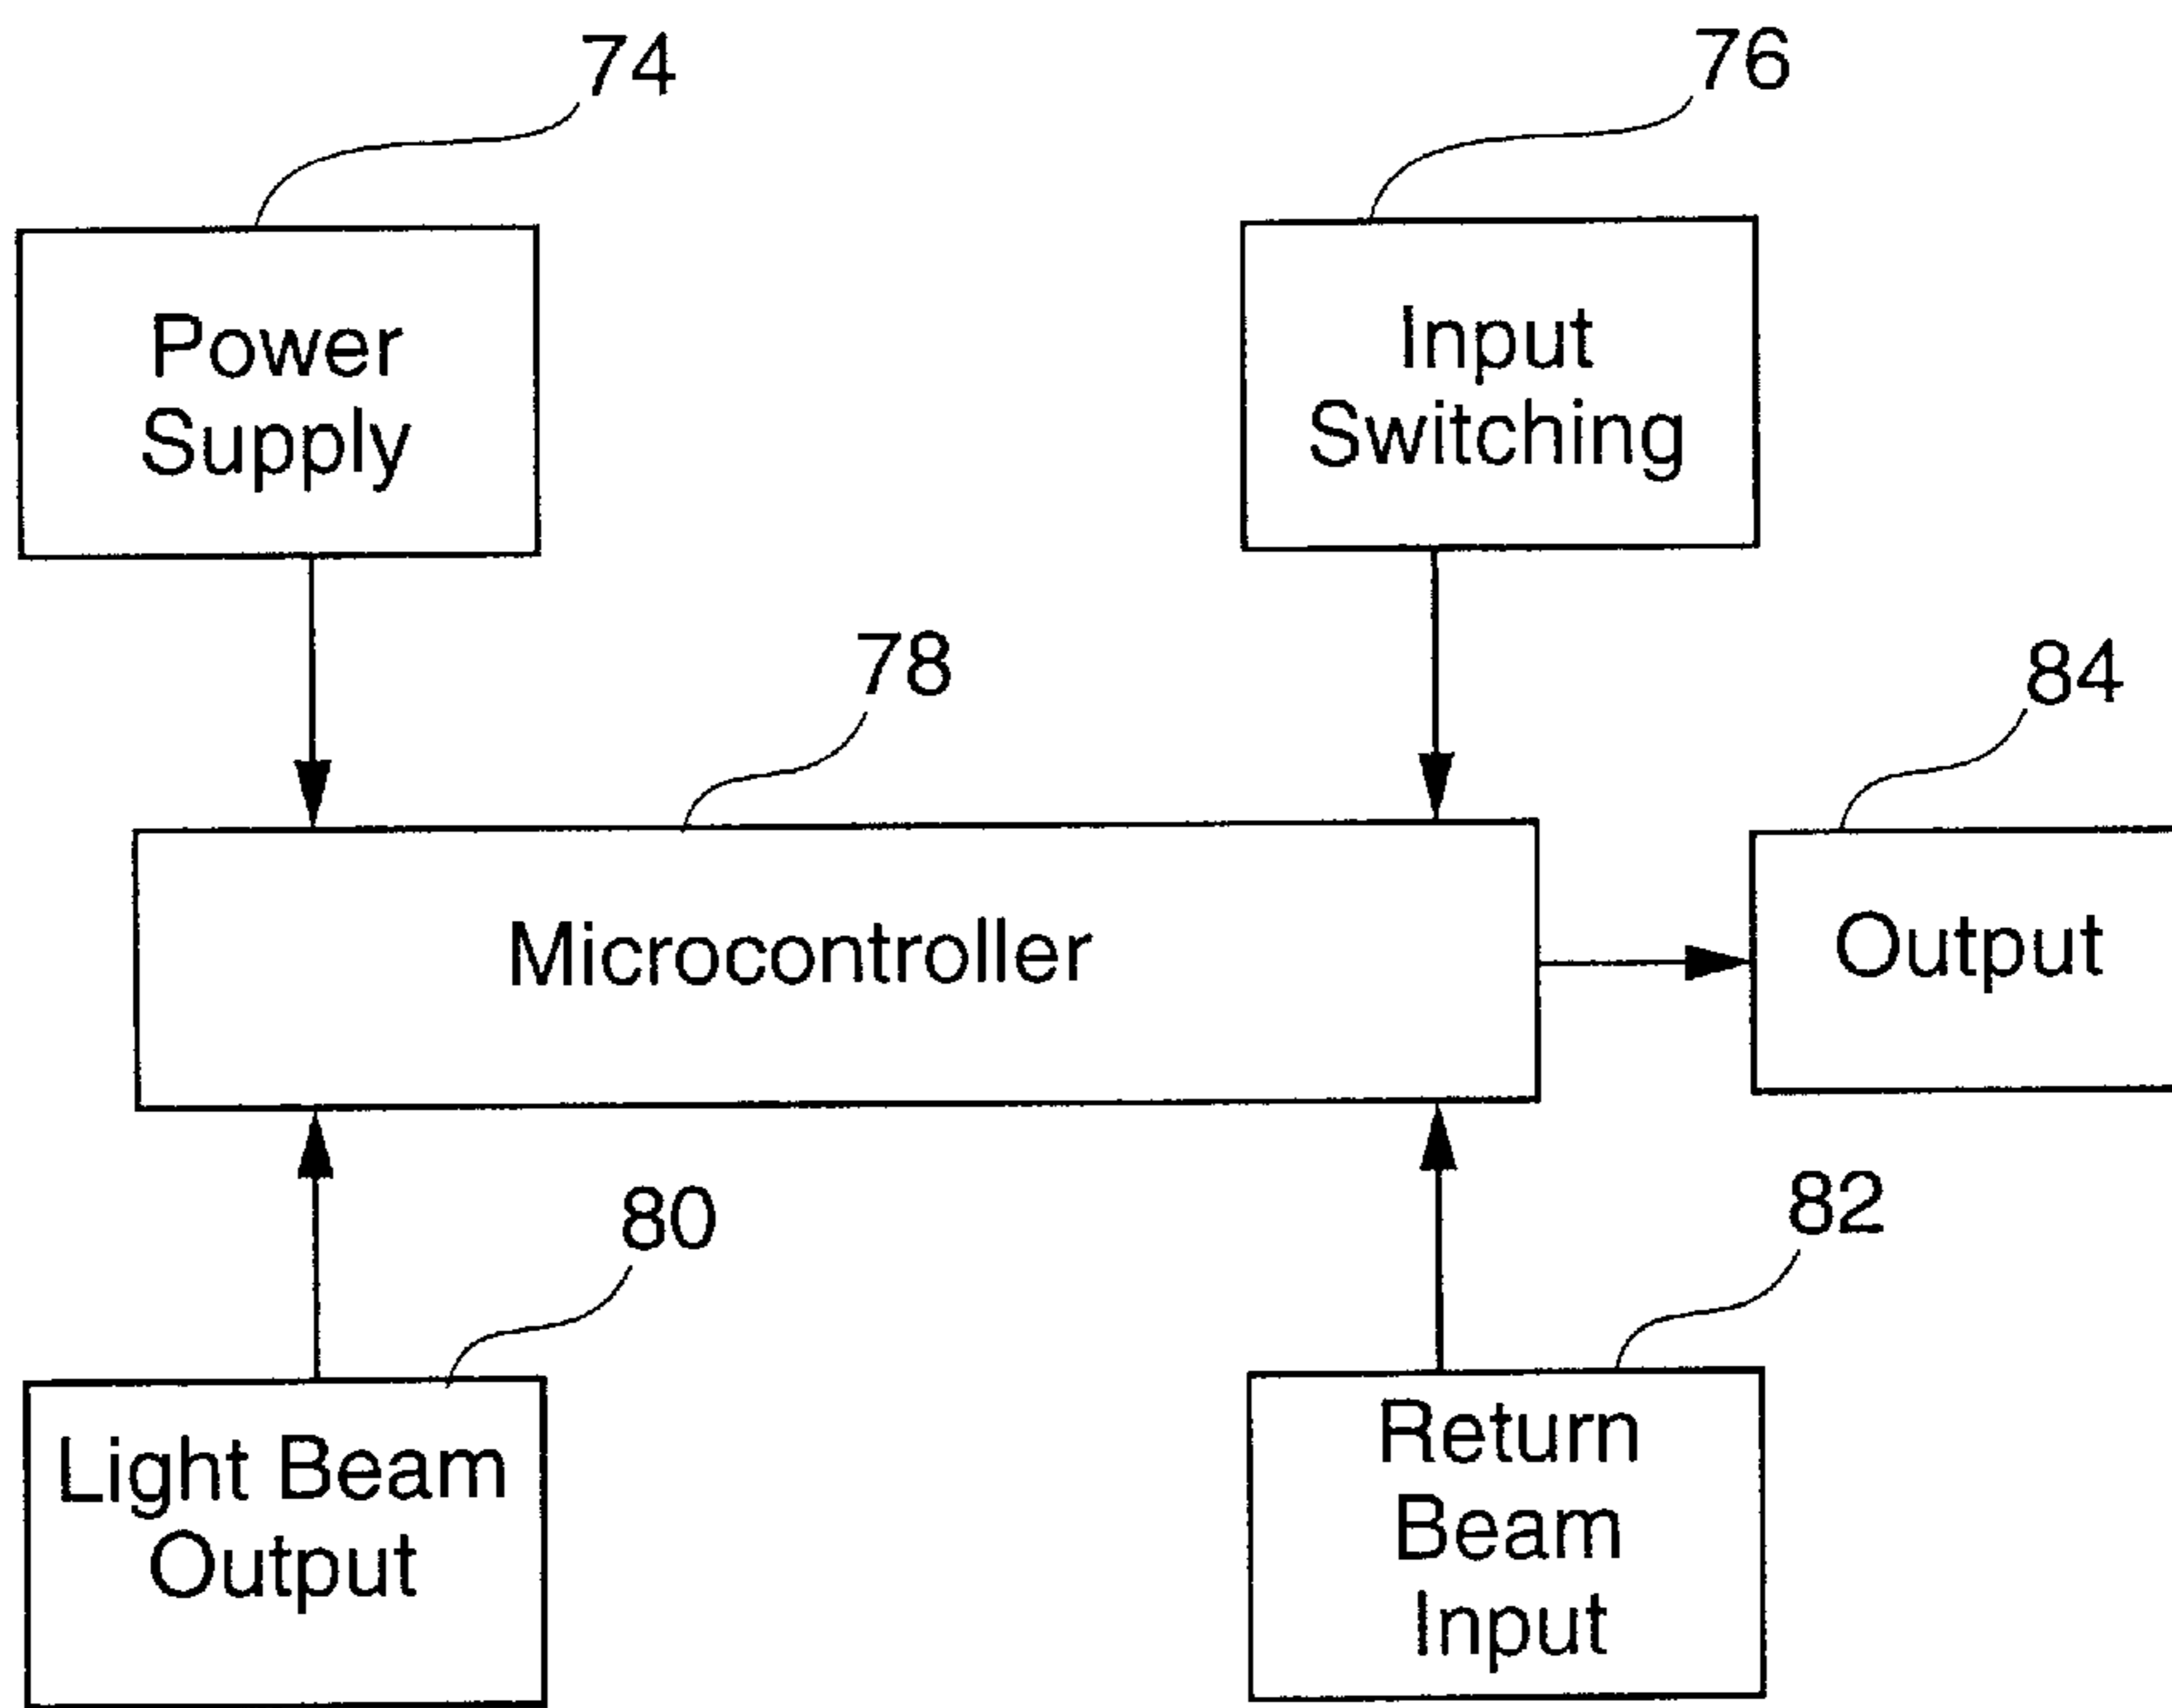 74
76
Power
Supply
Input
Switching
78
84
Microcontroller
Output
80
82
Light Beam
Output
Return
Beam
Input